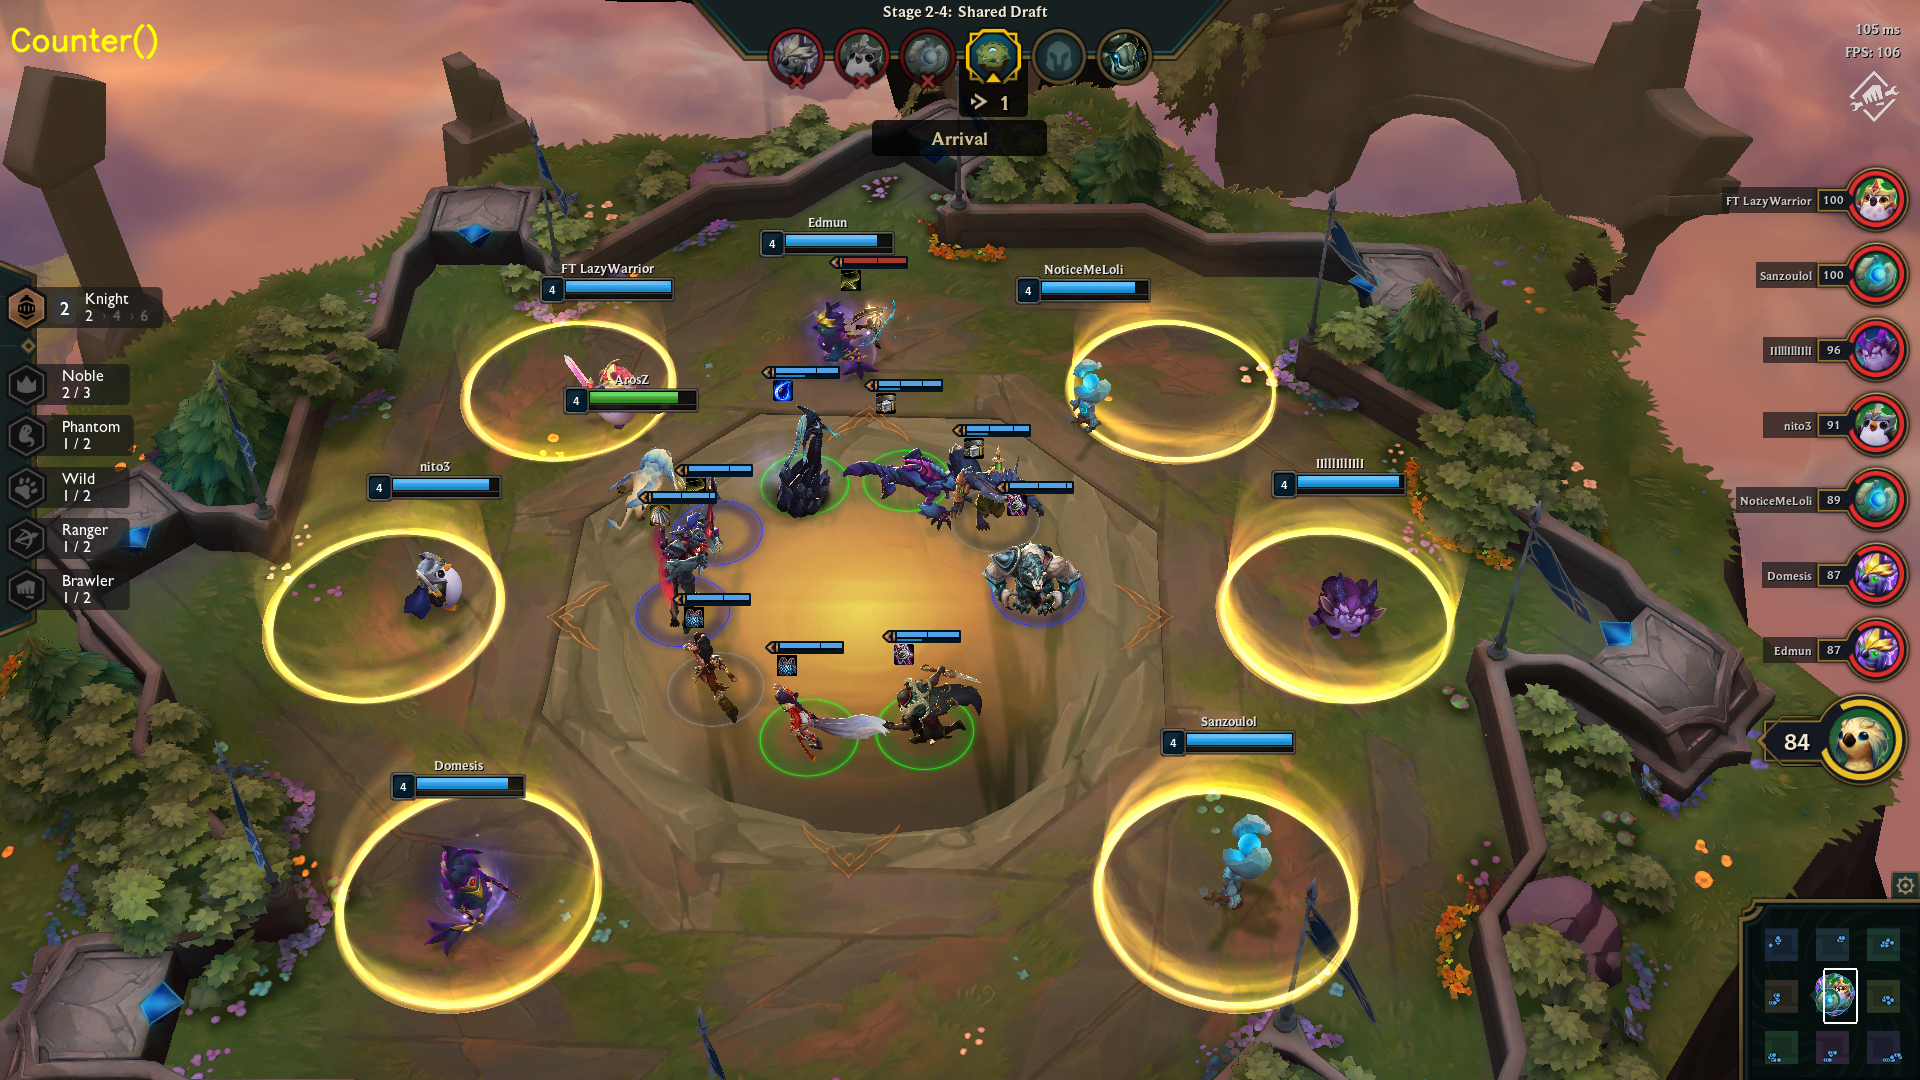 Stage 2-4: Shared Draft
Counter()
105 ms
FPS: 106
1
Arrival
FT LazyWarrior 100
Sanzoulol 100
96
nito3 91
NoticeMeLoli 89
Domesis 87
Edmun 87
84
2 Knight
2 › 4 › 6
Noble
2 / 3
Phantom
1 / 2
Wild
1 / 2
Ranger
1 / 2
Brawler
1 / 2
Edmun
4
FT LazyWarrior
4
NoticeMeLoli
4
ArosZ
4
nito3
4
4
Sanzoulol
4
Domesis
4